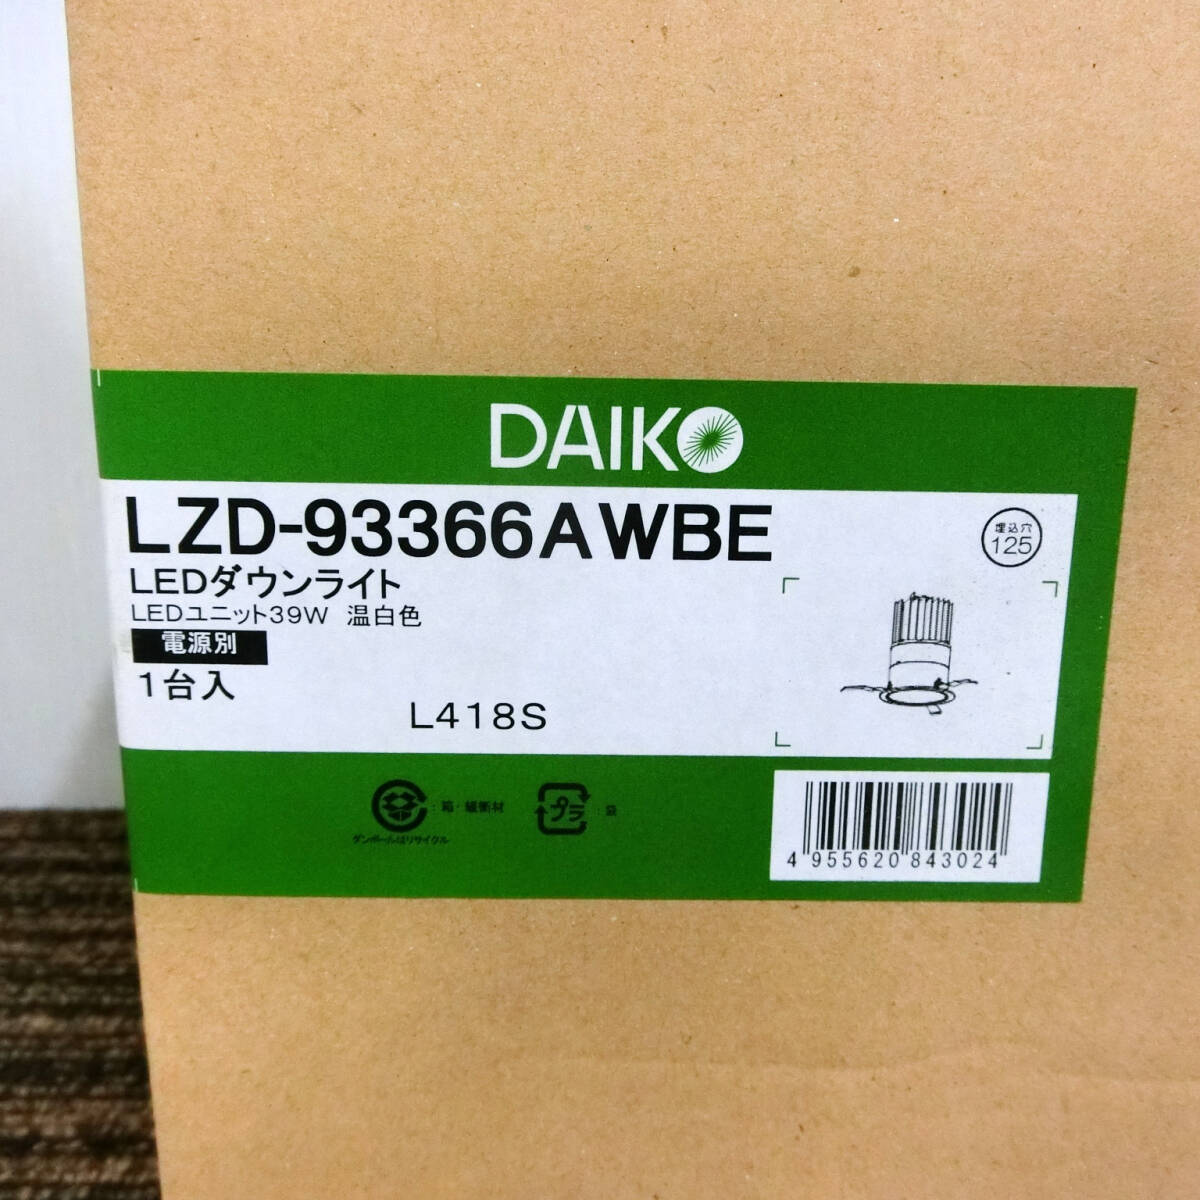 DAIKO
LZD-93366AWBE
埋込穴
125
LEDダウンライト
LEDユニット39W 温白色
電源別
1台入
L418S
:箱・緩衝材
ダンボールはリサイクル
プラ
:袋
4 955620 843024